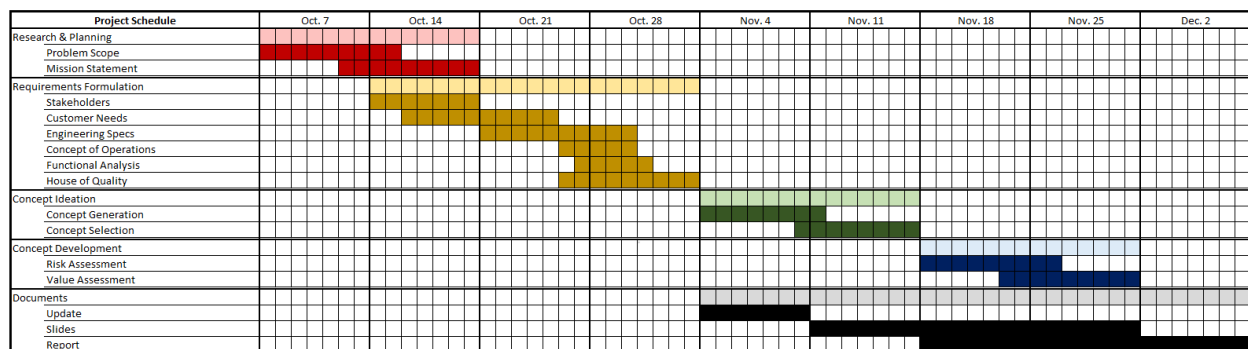 Project Schedule Oct. 7 Oct. 14 Oct. 21 Oct. 28 Nov. 4 Nov. 11 Nov. 18 Nov. 25 Dec. 2
Research & Planning
Problem Scope
Mission Statement
Requirements Formulation
Stakeholders
Customer Needs
Engineering Specs
Concept of Operations
Functional Analysis
House of Quality
Concept Ideation
Concept Generation
Concept Selection
Concept Development
Risk Assessment
Value Assessment
Documents
Update
Slides
Report